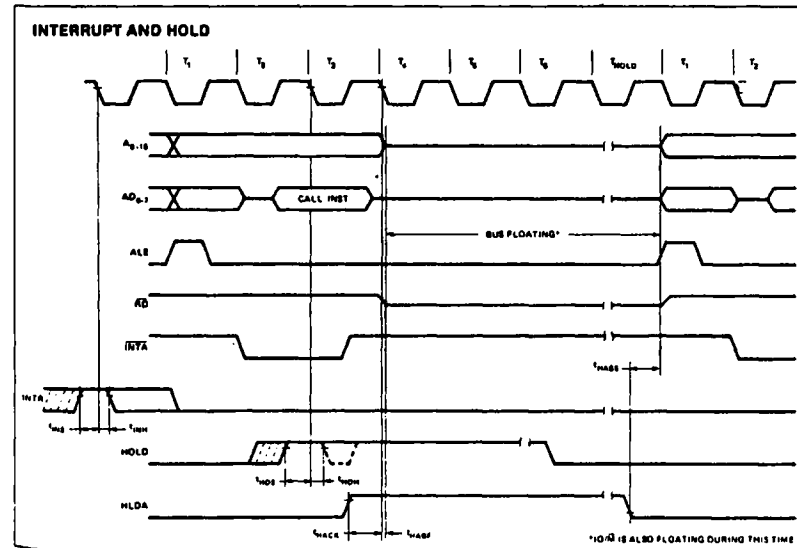 INTERRUPT AND HOLD
T1 T2 T3 T4 T5 T6 THOLD T1 T2
A8-15
AD0-7
CALL INST
BUS FLOATING*
ALE
RD
INTA
tHABE
INTR
tINS tINH
HOLD
tHDS tHDH
HLDA
tHACK tHABF
*IO/M IS ALSO FLOATING DURING THIS TIME